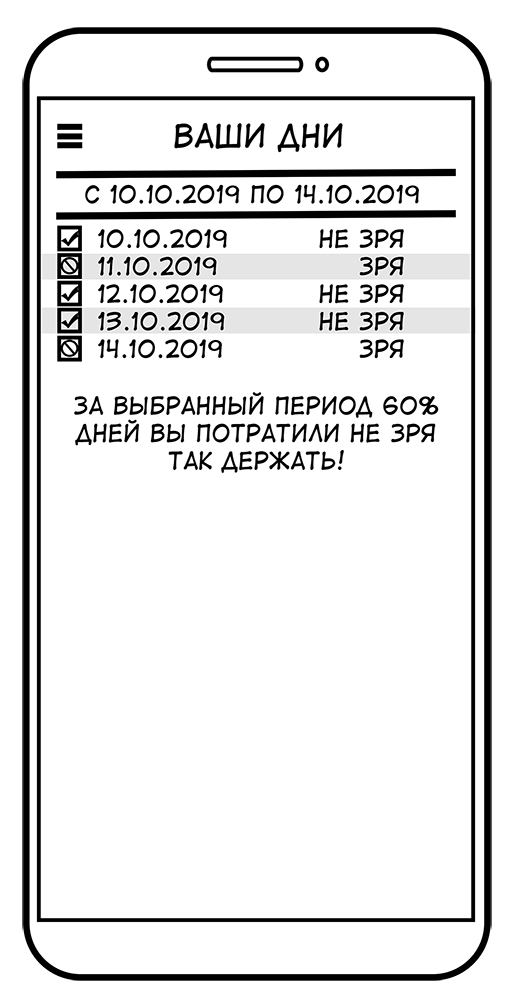 ВАШИ ДНИ
С 10.10.2019 ПО 14.10.2019
10.10.2019 НЕ ЗРЯ
11.10.2019 ЗРЯ
12.10.2019 НЕ ЗРЯ
13.10.2019 НЕ ЗРЯ
14.10.2019 ЗРЯ
ЗА ВЫБРАННЫЙ ПЕРИОД 60%
ДНЕЙ ВЫ ПОТРАТИЛИ НЕ ЗРЯ
ТАК ДЕРЖАТЬ!